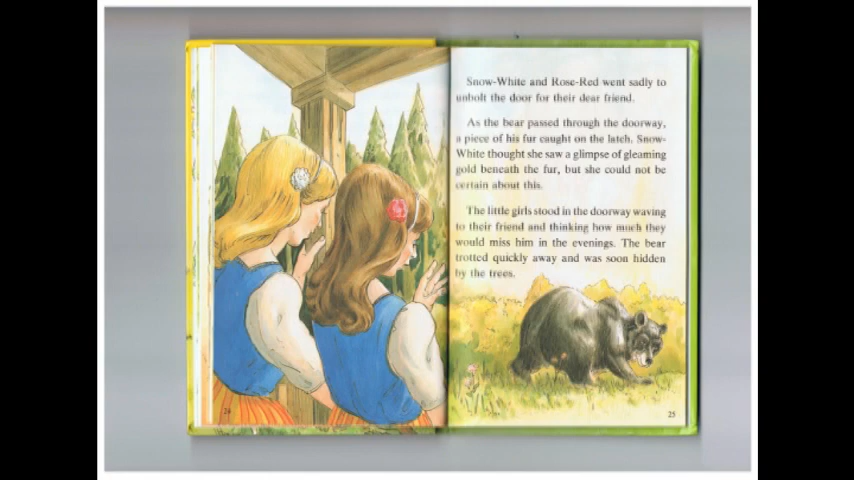 Snow-White and Rose-Red went sadly to
unbolt the door for their dear friend.
As the bear passed through the doorway,
a piece of his fur caught on the latch. Snow-
White thought she saw a glimpse of gleaming
gold beneath the fur, but she could not be
certain about this.
The little girls stood in the doorway waving
to their friend and thinking how much they
would miss him in the evenings. The bear
trotted quickly away and was soon hidden
by the trees.
24
25